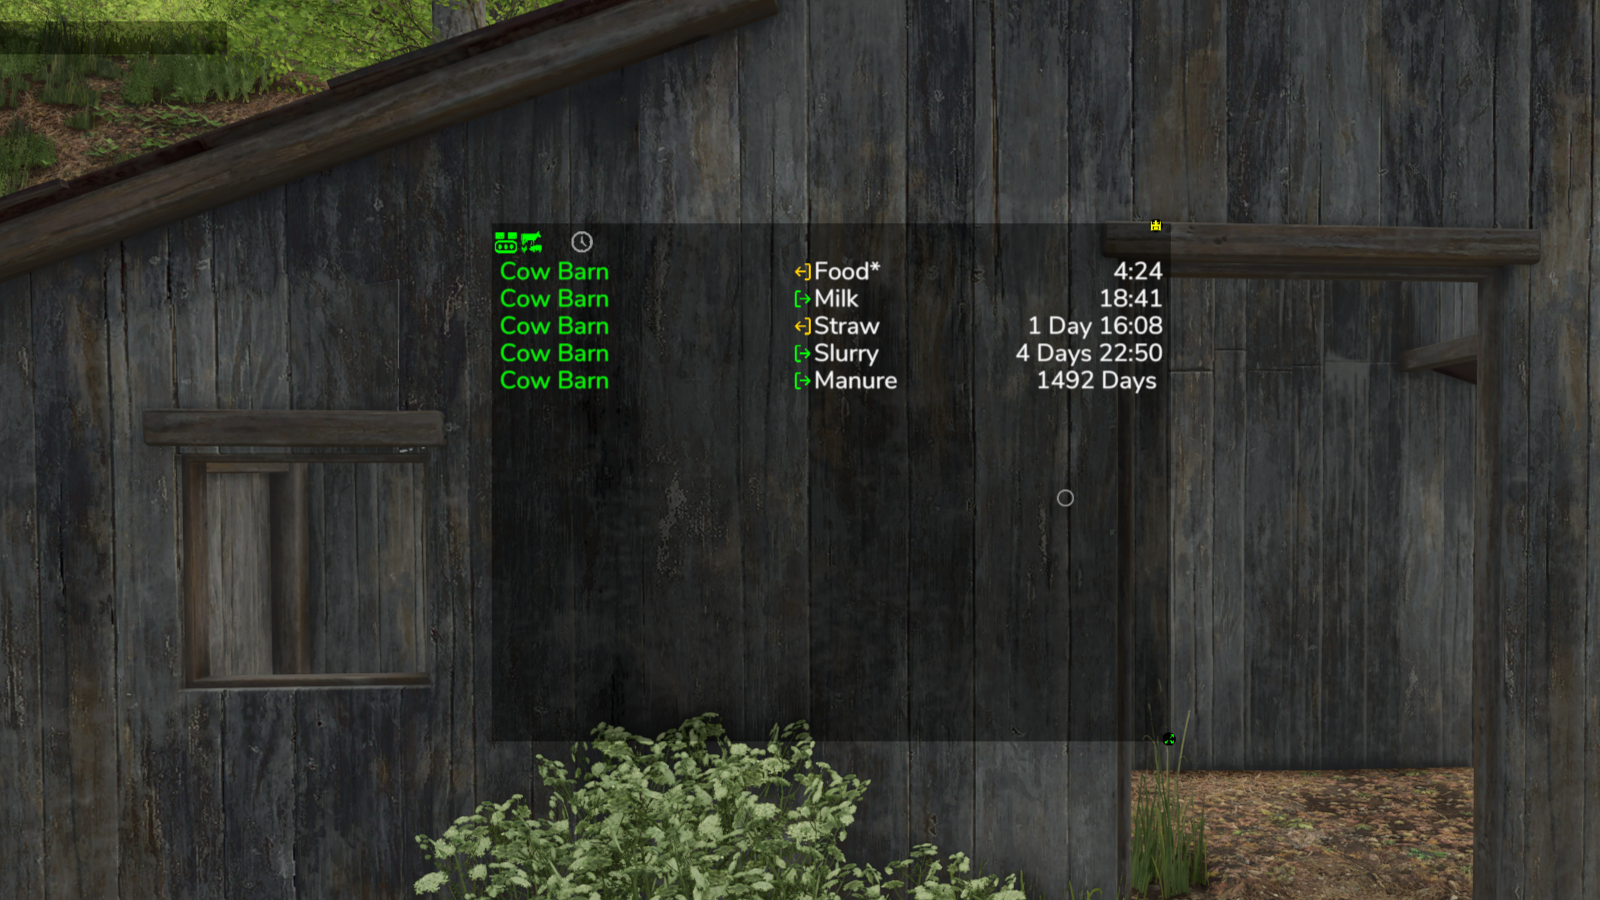 Cow Barn Food* 4:24
Cow Barn Milk 18:41
Cow Barn Straw 1 Day 16:08
Cow Barn Slurry 4 Days 22:50
Cow Barn Manure 1492 Days